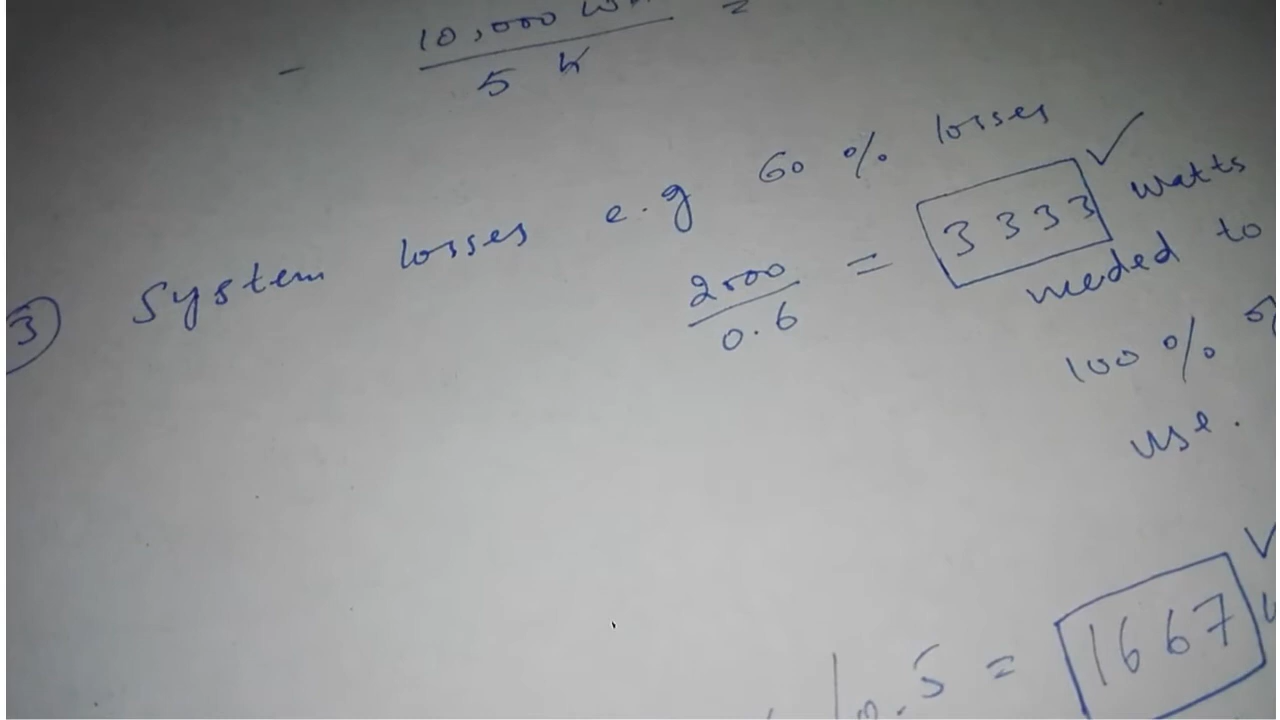 - 10,000 / 5 h =
③ System losses e.g 60 % losses
2000 / 0.6 = 3333 ✓ watts
needed to
100 %
use.
0.5 = 1667 ✓